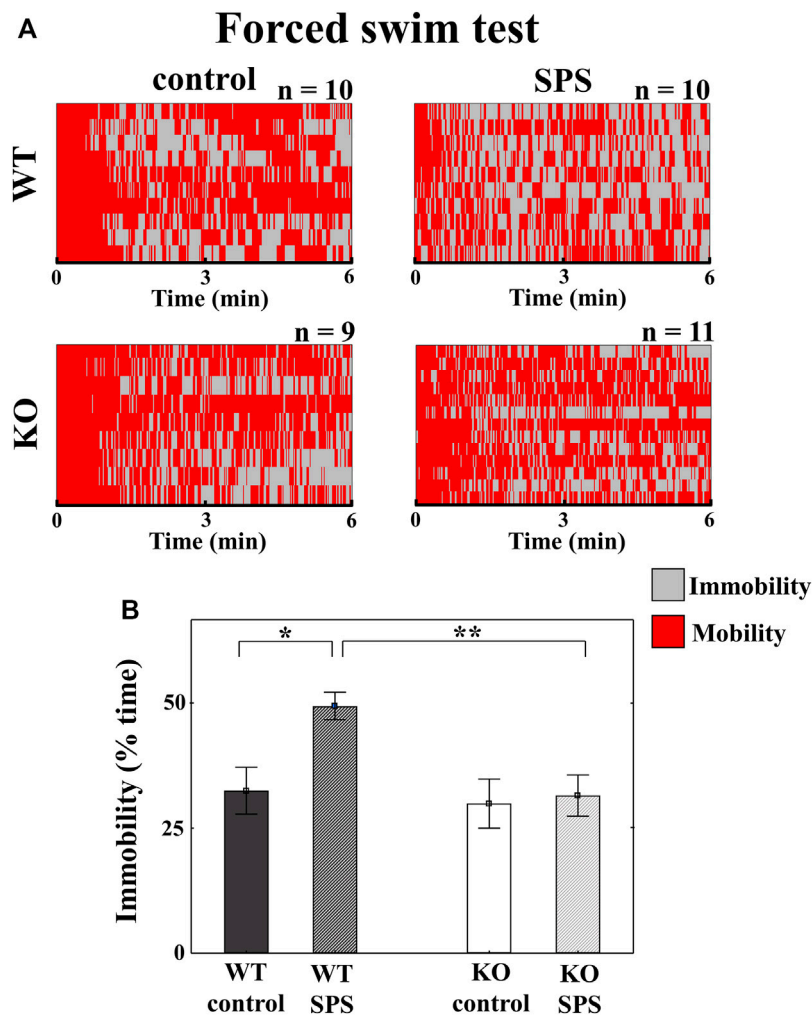 A
Forced swim test
control
n = 10
SPS
n = 10
WT
0 3 6
Time (min)
0 3 6
Time (min)
n = 9
n = 11
KO
0 3 6
Time (min)
0 3 6
Time (min)
Immobility
Mobility
B
* **
Immobility (% time)
50
25
0
WT control
WT SPS
KO control
KO SPS